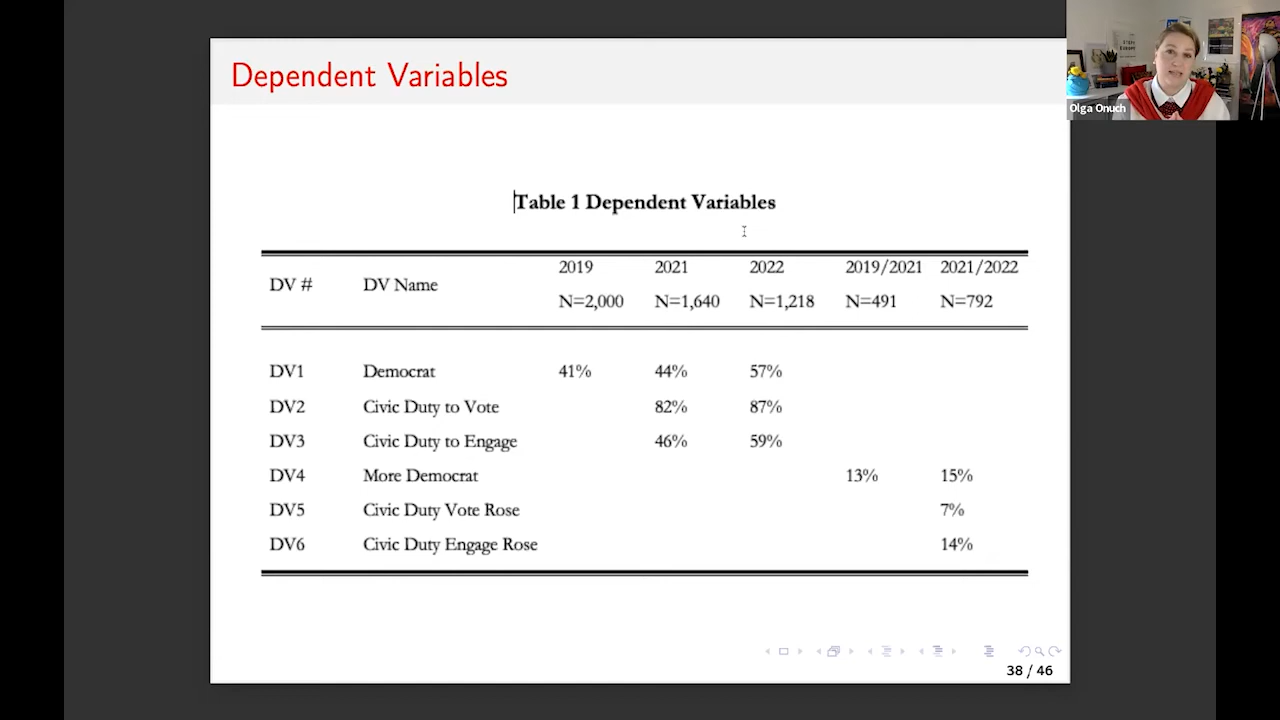 Dependent Variables
Olga Onuch
Table 1 Dependent Variables
DV # DV Name 2019 2021 2022 2019/2021 2021/2022
N=2,000 N=1,640 N=1,218 N=491 N=792
DV1 Democrat 41% 44% 57%
DV2 Civic Duty to Vote 82% 87%
DV3 Civic Duty to Engage 46% 59%
DV4 More Democrat 13% 15%
DV5 Civic Duty Vote Rose 7%
DV6 Civic Duty Engage Rose 14%
38 / 46